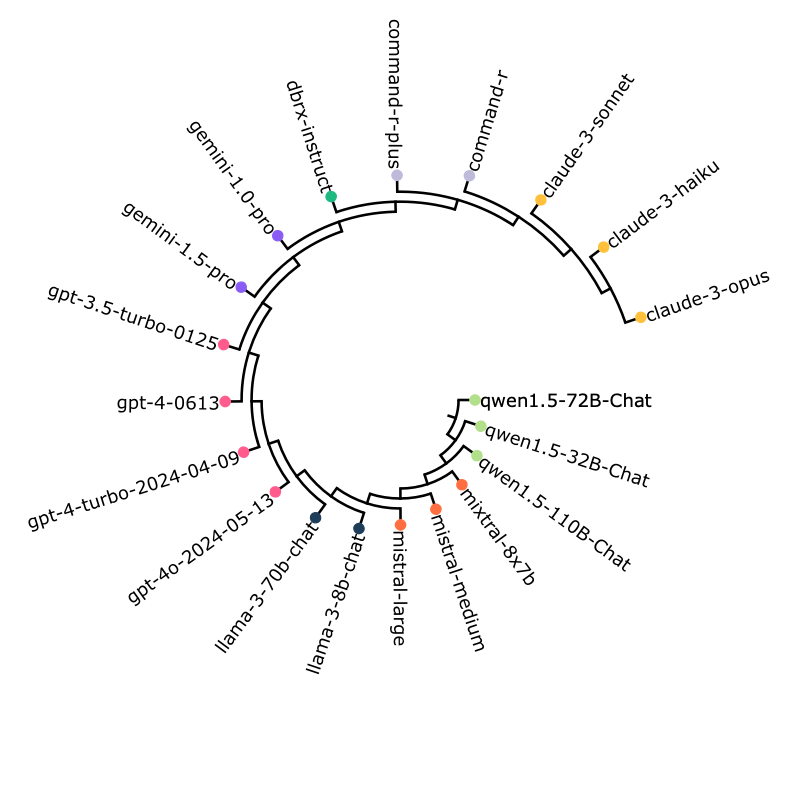 command-r-plus
command-r
claude-3-sonnet
claude-3-haiku
claude-3-opus
qwen1.5-72B-Chat
qwen1.5-32B-Chat
qwen1.5-110B-Chat
mixtral-8x7b
mistral-medium
mistral-large
llama-3-8b-chat
llama-3-70b-chat
gpt-4o-2024-05-13
gpt-4-turbo-2024-04-09
gpt-4-0613
gpt-3.5-turbo-0125
gemini-1.5-pro
gemini-1.0-pro
dbrx-instruct